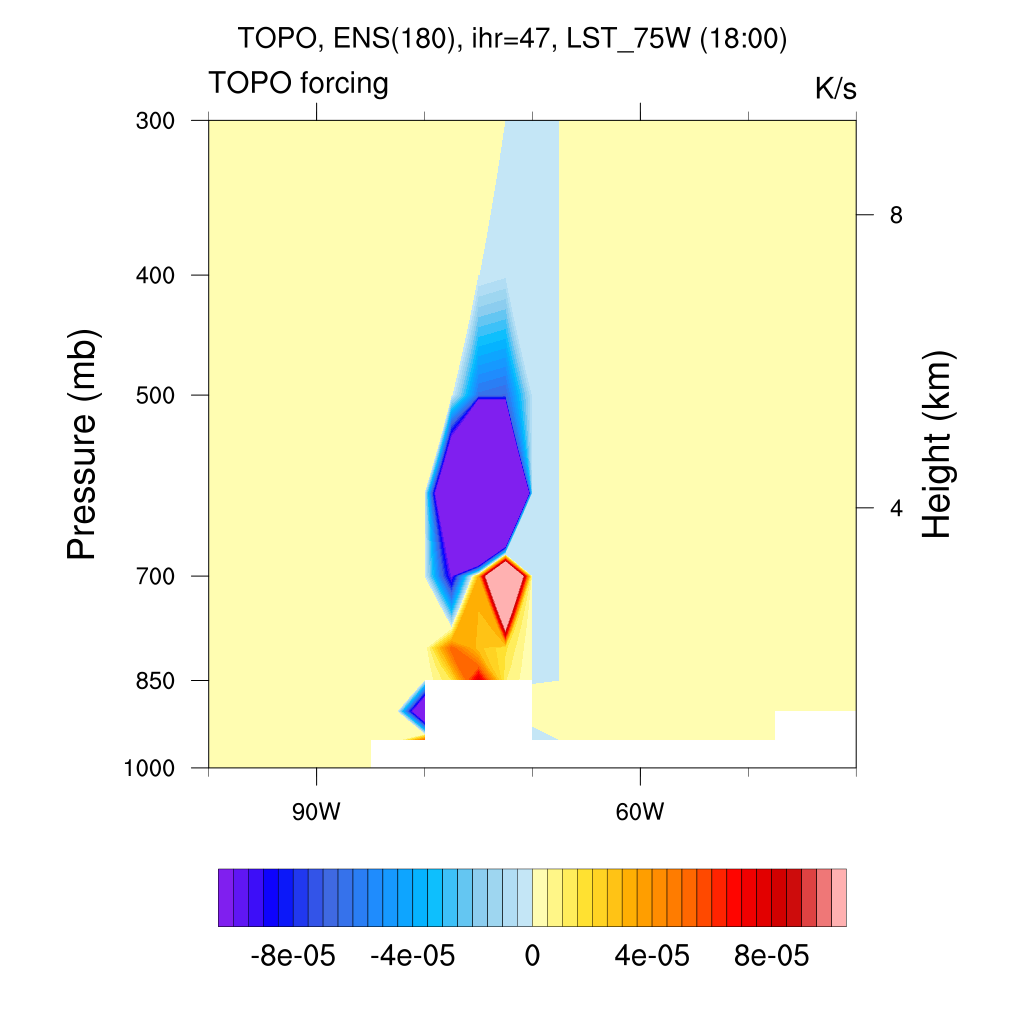 TOPO, ENS(180), ihr=47, LST_75W (18:00)
TOPO forcing
K/s
300
400
500
700
850
1000
Pressure (mb)
8
4
Height (km)
90W
60W
-8e-05
-4e-05
0
4e-05
8e-05